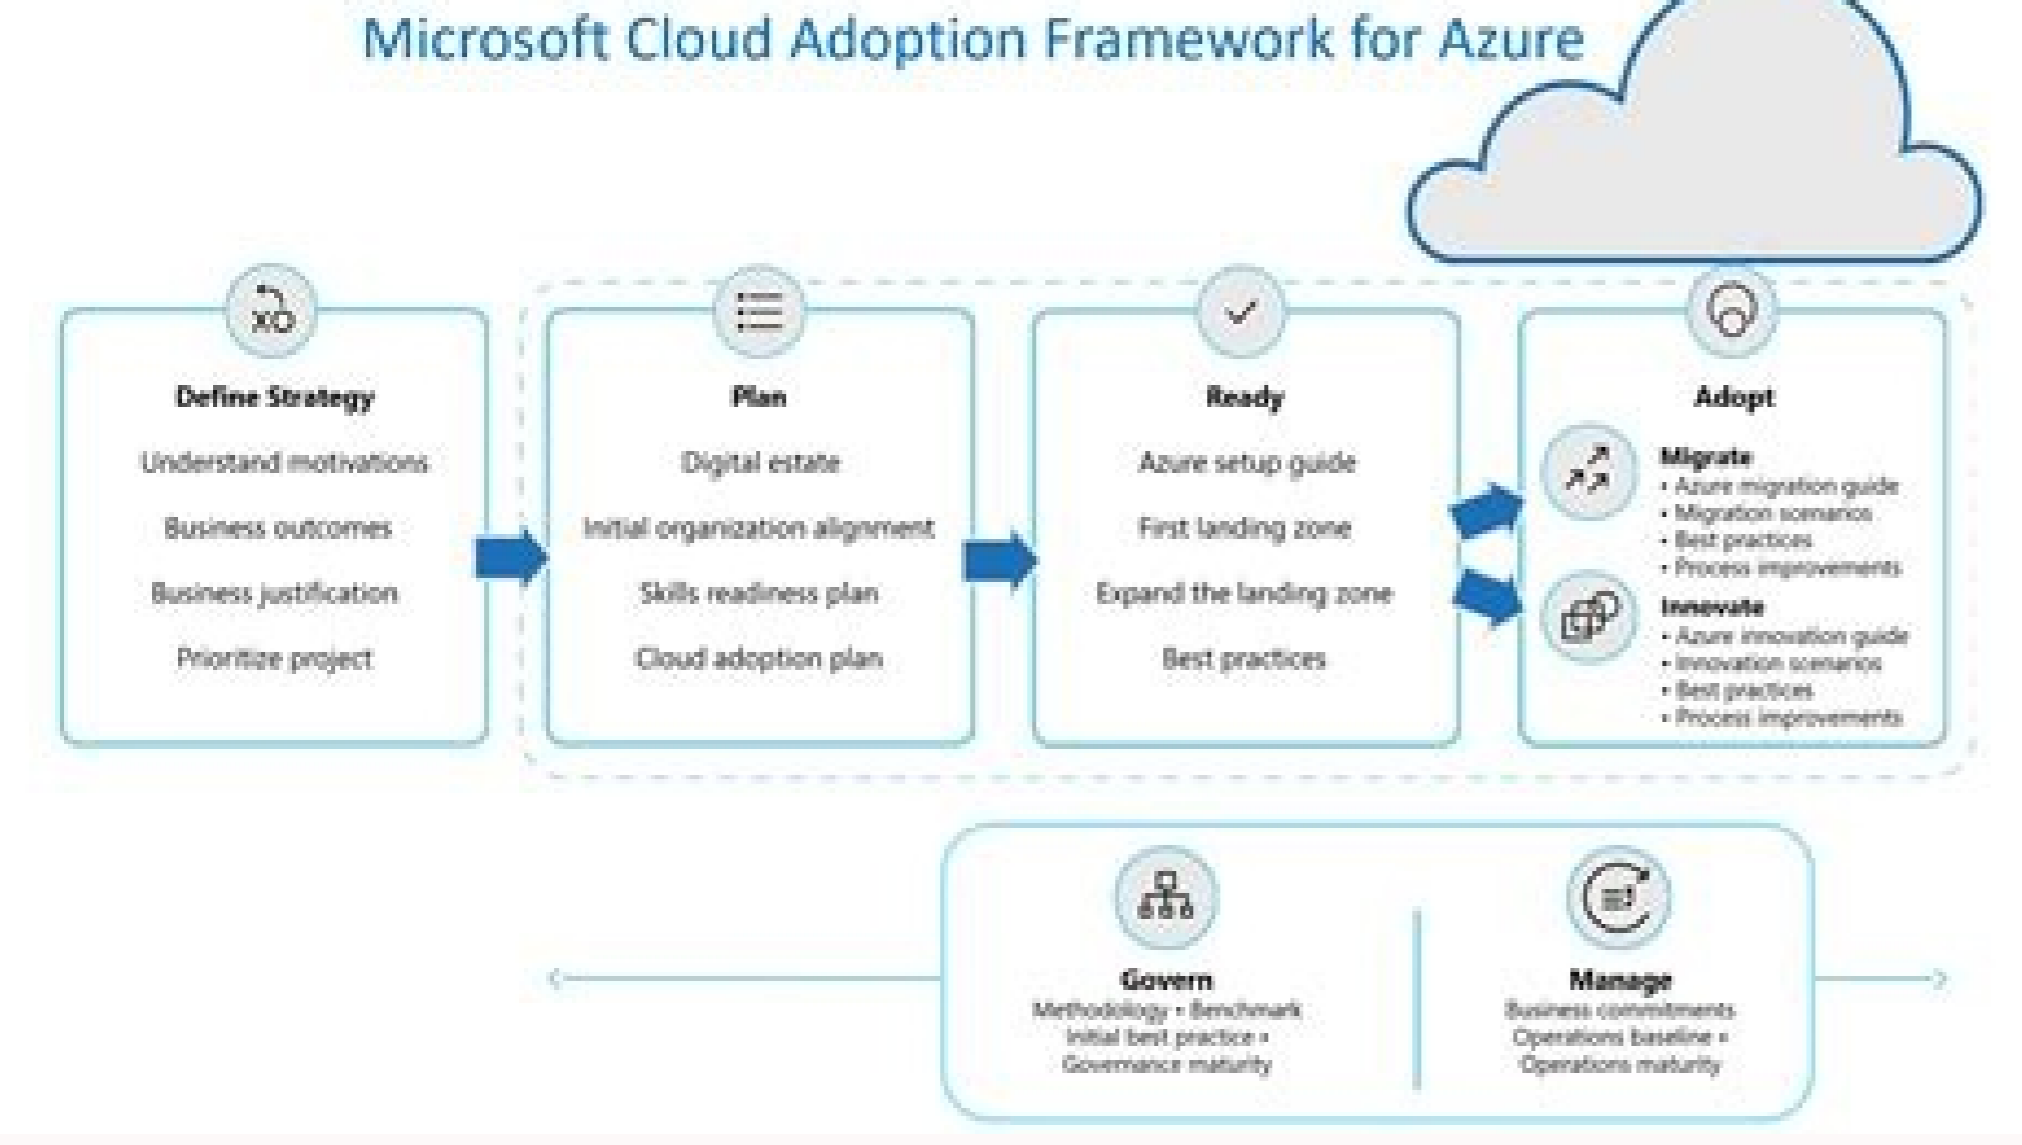 Microsoft Cloud Adoption Framework for Azure
Define Strategy
Understand motivations
Business outcomes
Business justification
Prioritize project
Plan
Digital estate
Initial organization alignment
Skills readiness plan
Cloud adoption plan
Ready
Azure setup guide
First landing zone
Expand the landing zone
Best practices
Adopt
Migrate
• Azure migration guide
• Migration scenarios
• Best practices
• Process improvements
Innovate
• Azure innovation guide
• Innovation scenarios
• Best practices
• Process improvements
Govern
Methodology • Benchmark
Initial best practice •
Governance maturity
Manage
Business commitments
Operations baseline •
Operations maturity